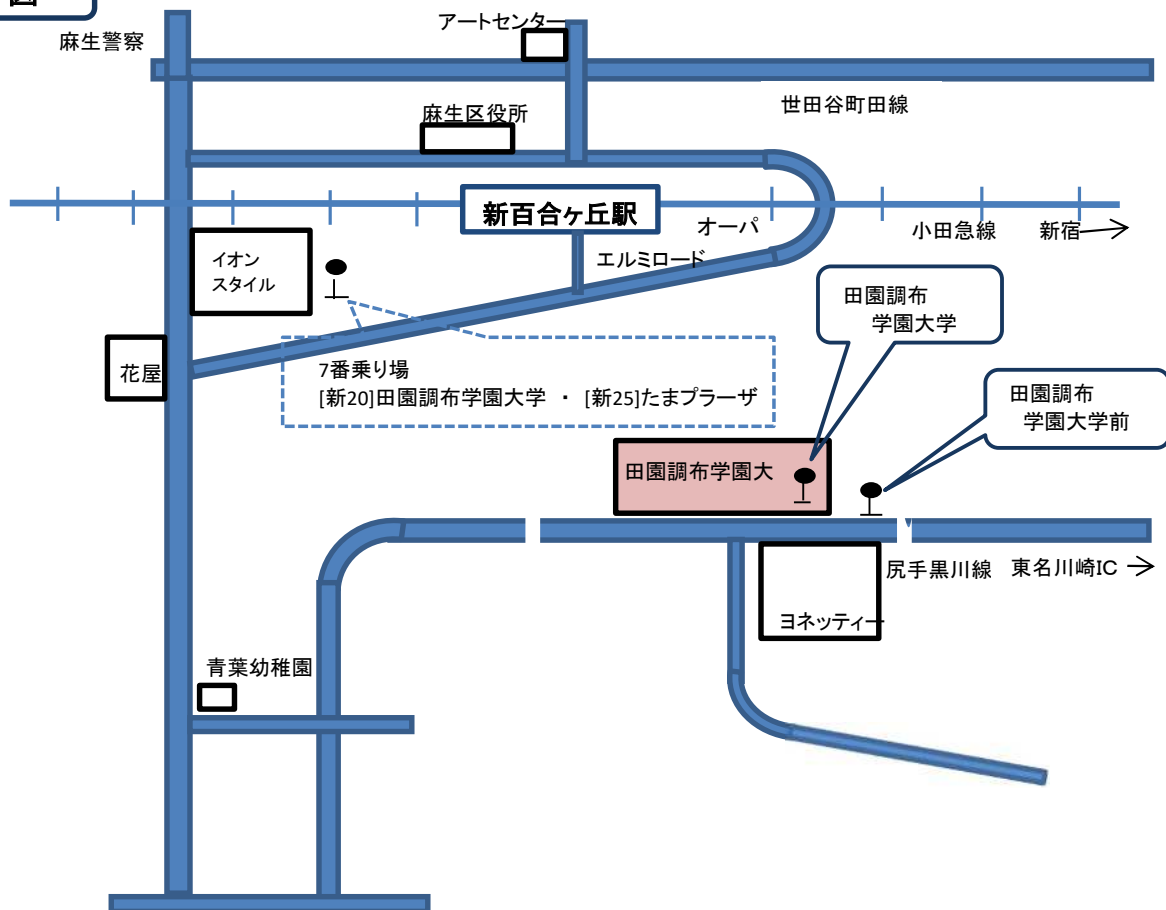 図
アートセンター
麻生警察
世田谷町田線
麻生区役所
新百合ヶ丘駅
オーパ
小田急線
新宿
エルミロード
イオン
スタイル
田園調布
学園大学
花屋
7番乗り場
[新20]田園調布学園大学 ・ [新25]たまプラーザ
田園調布
学園大学前
田園調布学園大
尻手黒川線
東名川崎IC
ヨネッティー
青葉幼稚園